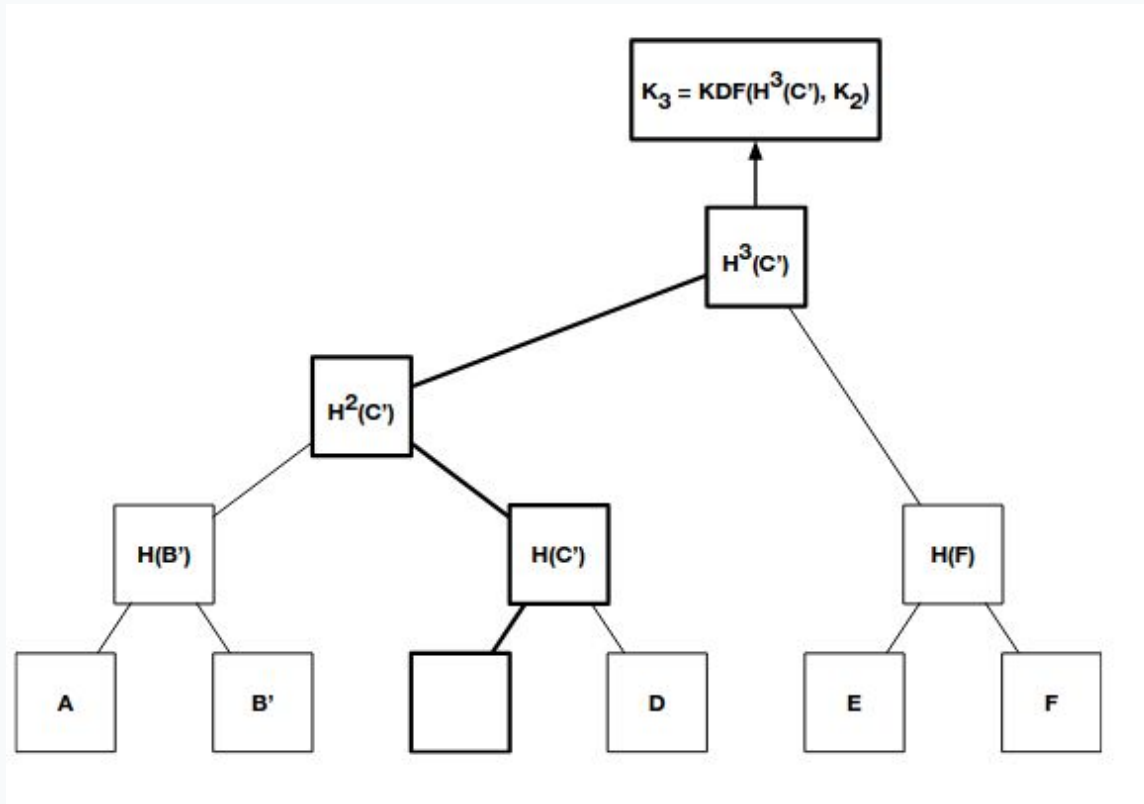 K₃ = KDF(H³(C’), K₂)
H³(C’)
H²(C’)
H(B’)
H(C’)
H(F)
A
B’
D
E
F